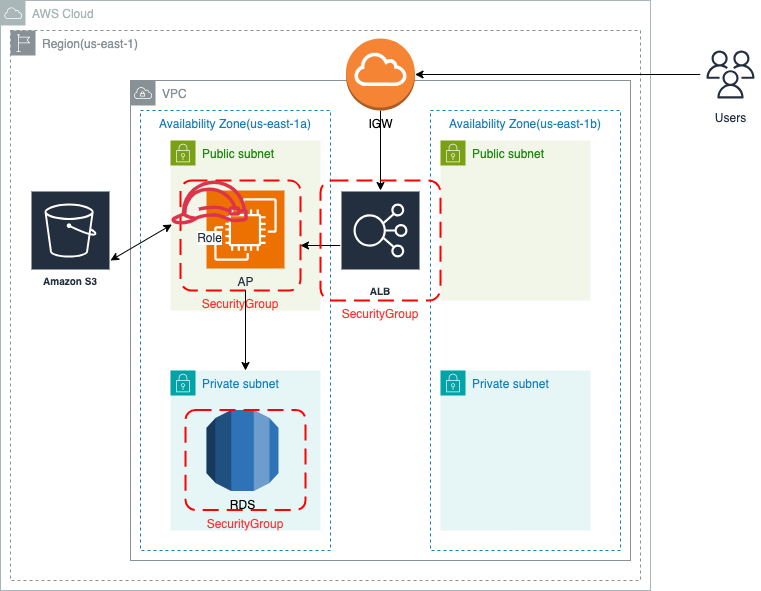 AWS Cloud
Region(us-east-1)
VPC
Availability Zone(us-east-1a)
IGW
Availability Zone(us-east-1b)
Users
Public subnet
Public subnet
Role
Amazon S3
AP
ALB
SecurityGroup
SecurityGroup
Private subnet
Private subnet
RDS
SecurityGroup